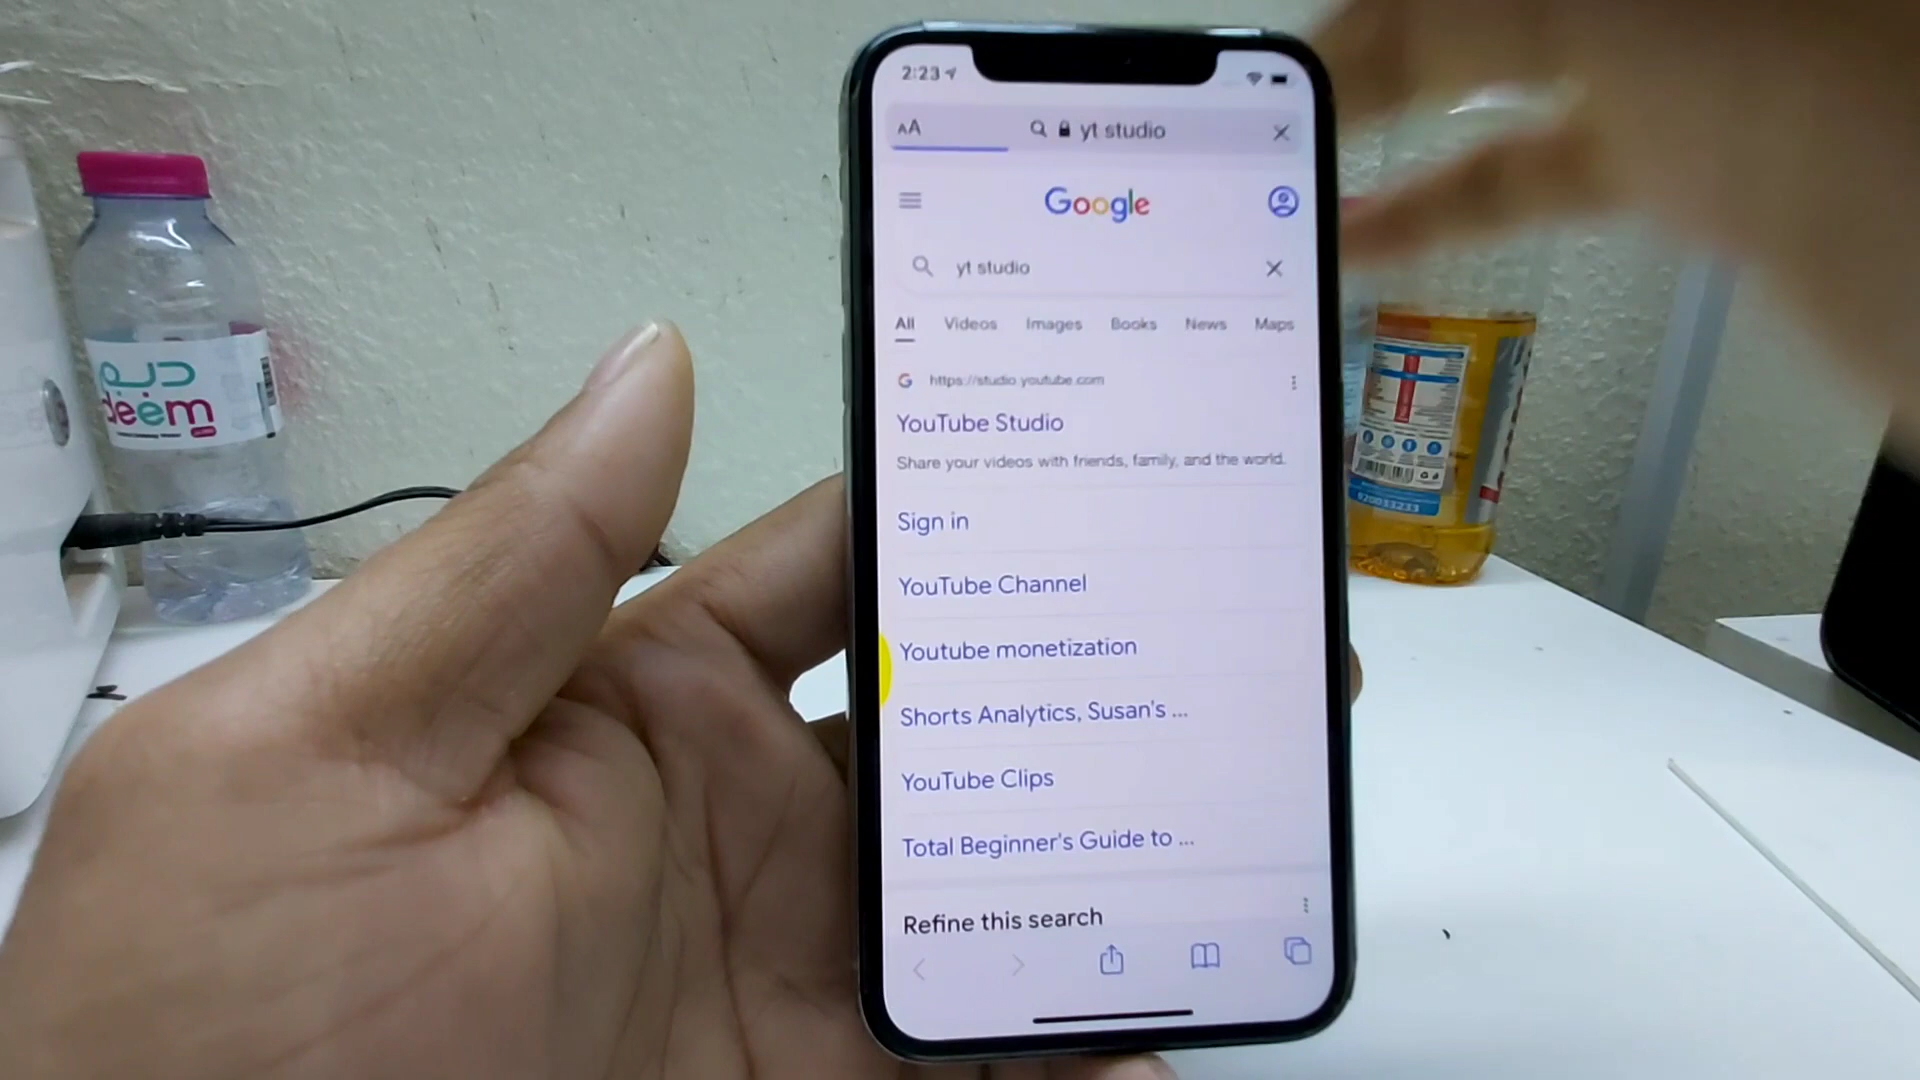 2:23
AA yt studio
Google
yt studio
All Videos Images Books News Maps
https://studio.youtube.com
YouTube Studio
Share your videos with friends, family, and the world.
Sign in
YouTube Channel
Youtube monetization
Shorts Analytics, Susan's ...
YouTube Clips
Total Beginner's Guide to ...
Refine this search
ديم
deem
920033233